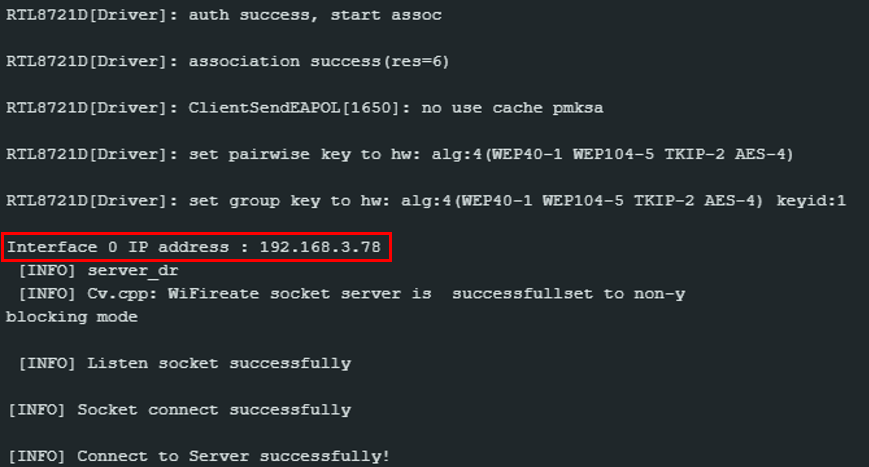 RTL8721D[Driver]: auth success, start assoc
RTL8721D[Driver]: association success(res=6)
RTL8721D[Driver]: ClientSendEAPOL[1650]: no use cache pmksa
RTL8721D[Driver]: set pairwise key to hw: alg:4(WEP40-1 WEP104-5 TKIP-2 AES-4)
RTL8721D[Driver]: set group key to hw: alg:4(WEP40-1 WEP104-5 TKIP-2 AES-4) keyid:1
Interface 0 IP address : 192.168.3.78
[INFO] server_dr
[INFO] Cv.cpp: WiFireate socket server is  successfullset to non-y
blocking mode
[INFO] Listen socket successfully
[INFO] Socket connect successfully
[INFO] Connect to Server successfully!